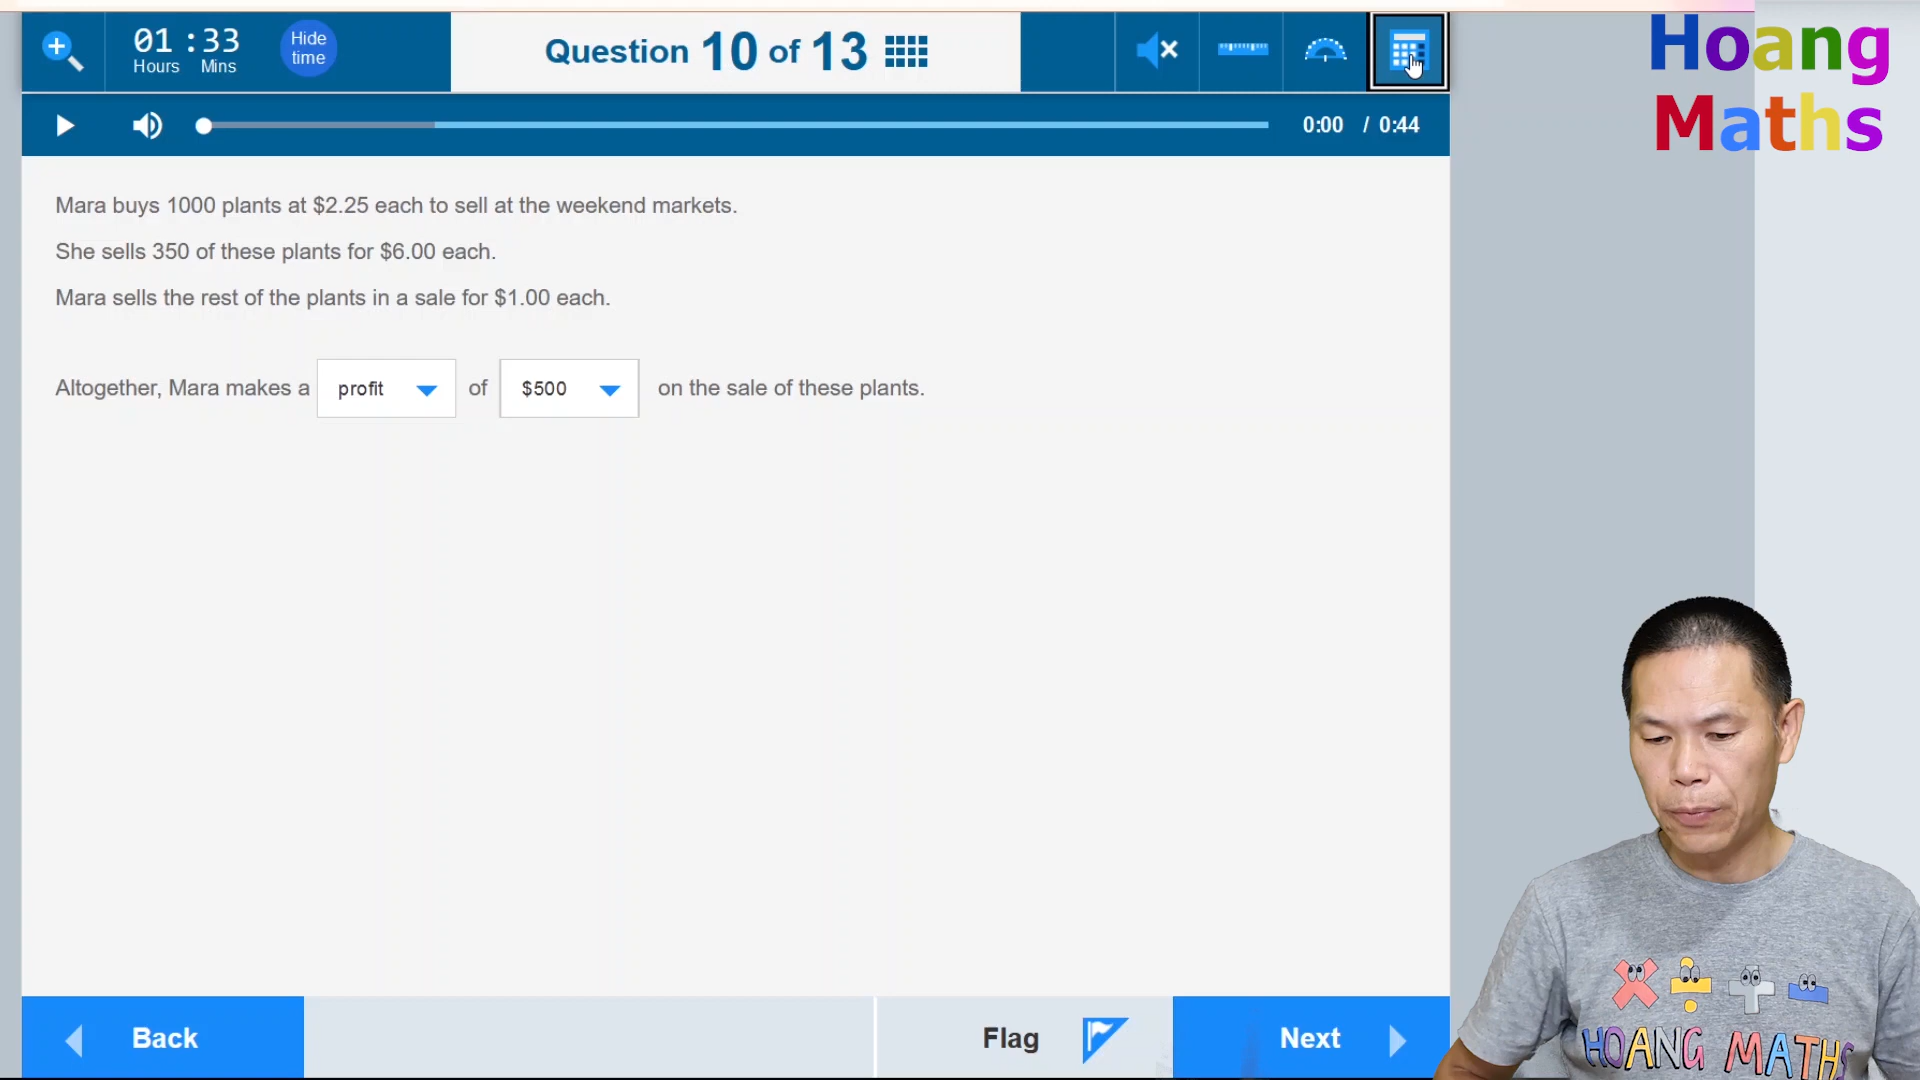 01 : 33
Hours Mins
Hide time
Question 10 of 13
0:00 / 0:44
Mara buys 1000 plants at $2.25 each to sell at the weekend markets.
She sells 350 of these plants for $6.00 each.
Mara sells the rest of the plants in a sale for $1.00 each.
Altogether, Mara makes a profit of $500 on the sale of these plants.
Back
Flag
Next
Hoang
Maths
HOANG MATHS